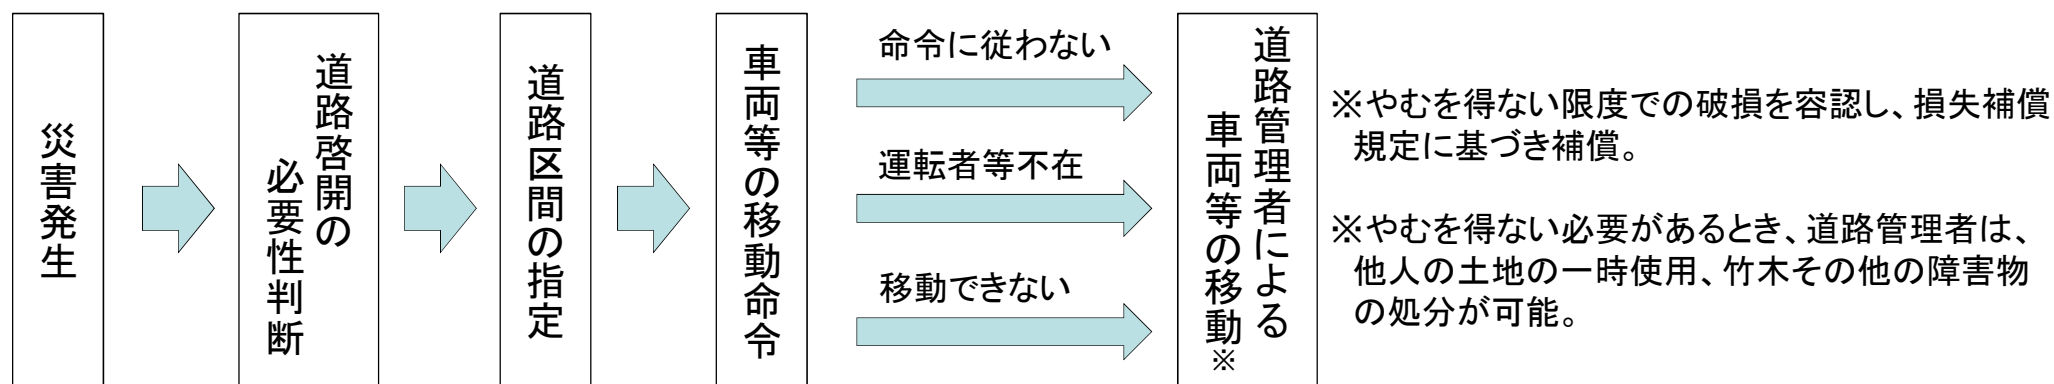 災害発生
道路啓開の
必要性判断
道路区間の指定
車両等の移動命令
命令に従わない
運転者等不在
移動できない
道路管理者による
車両等の移動※
※やむを得ない限度での破損を容認し、損失補償
規定に基づき補償。
※やむを得ない必要があるとき、道路管理者は、
他人の土地の一時使用、竹木その他の障害物
の処分が可能。